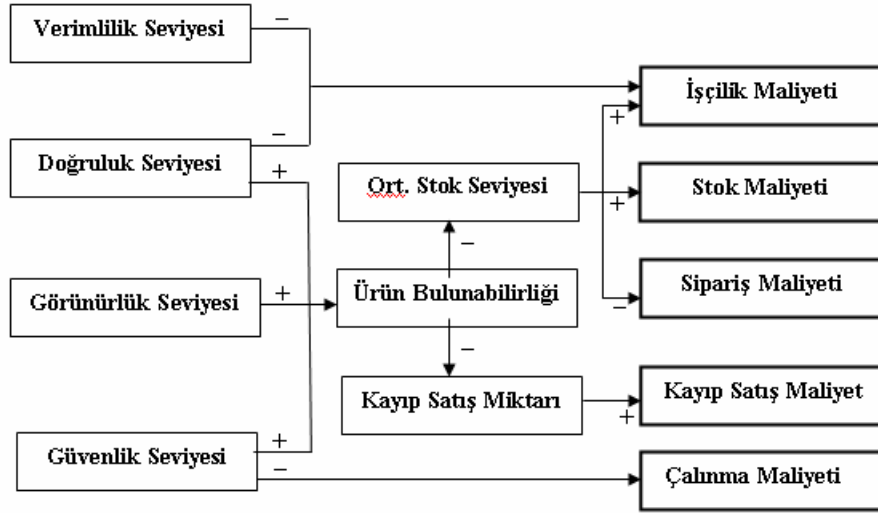 Verimlilik Seviyesi
−
İşçilik Maliyeti
+
Doğruluk Seviyesi
−
+
Ort. Stok Seviyesi
+
Stok Maliyeti
−
Görünürlük Seviyesi
+
Ürün Bulunabilirliği
−
Sipariş Maliyeti
−
Kayıp Satış Miktarı
+
Kayıp Satış Maliyet
Güvenlik Seviyesi
+
−
Çalınma Maliyeti